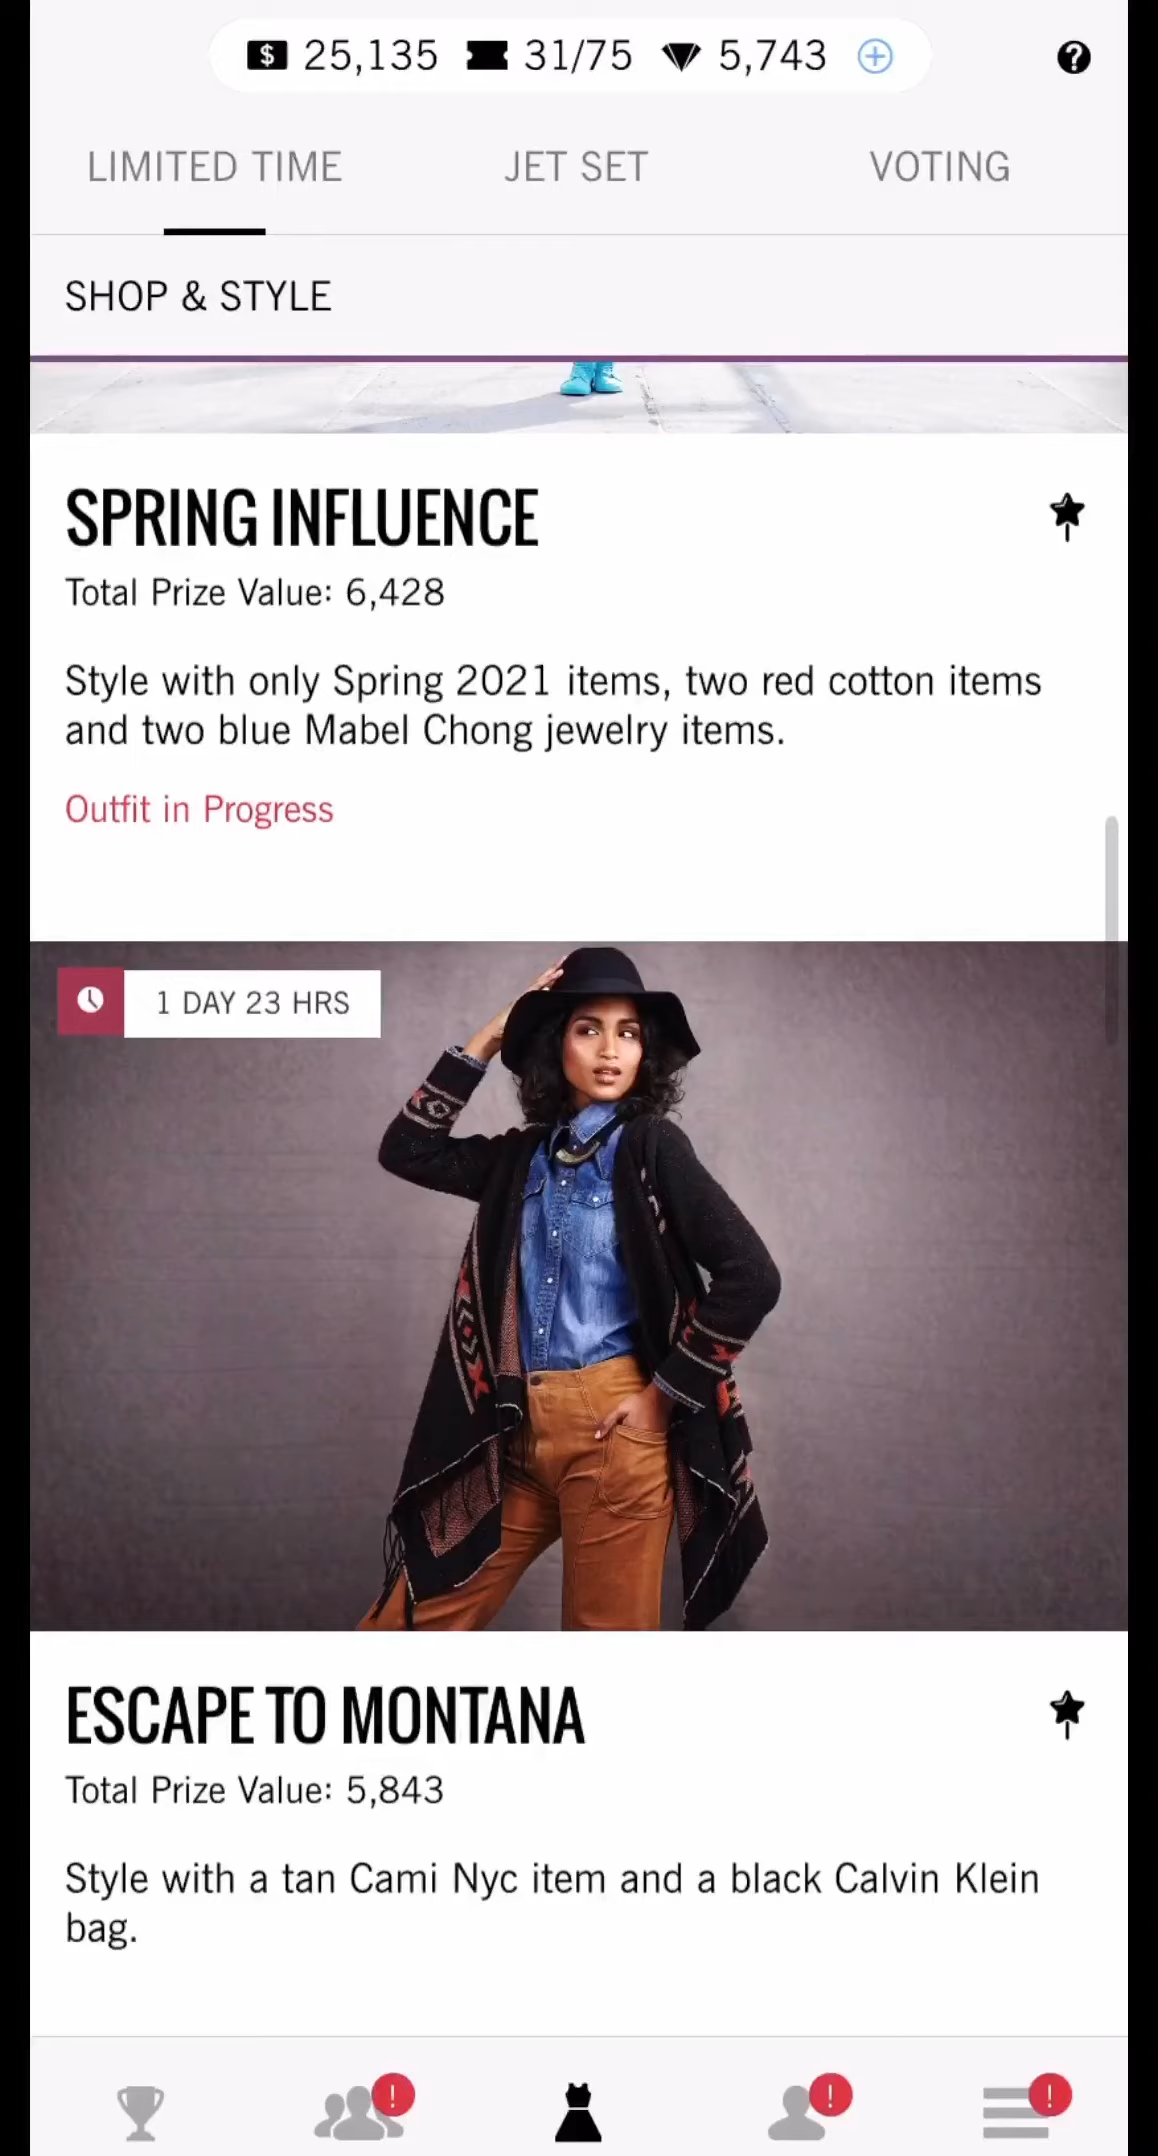 25,135 31/75 5,743
LIMITED TIME JET SET VOTING
SHOP & STYLE
SPRING INFLUENCE
Total Prize Value: 6,428
Style with only Spring 2021 items, two red cotton items
and two blue Mabel Chong jewelry items.
Outfit in Progress
1 DAY 23 HRS
ESCAPE TO MONTANA
Total Prize Value: 5,843
Style with a tan Cami Nyc item and a black Calvin Klein
bag.